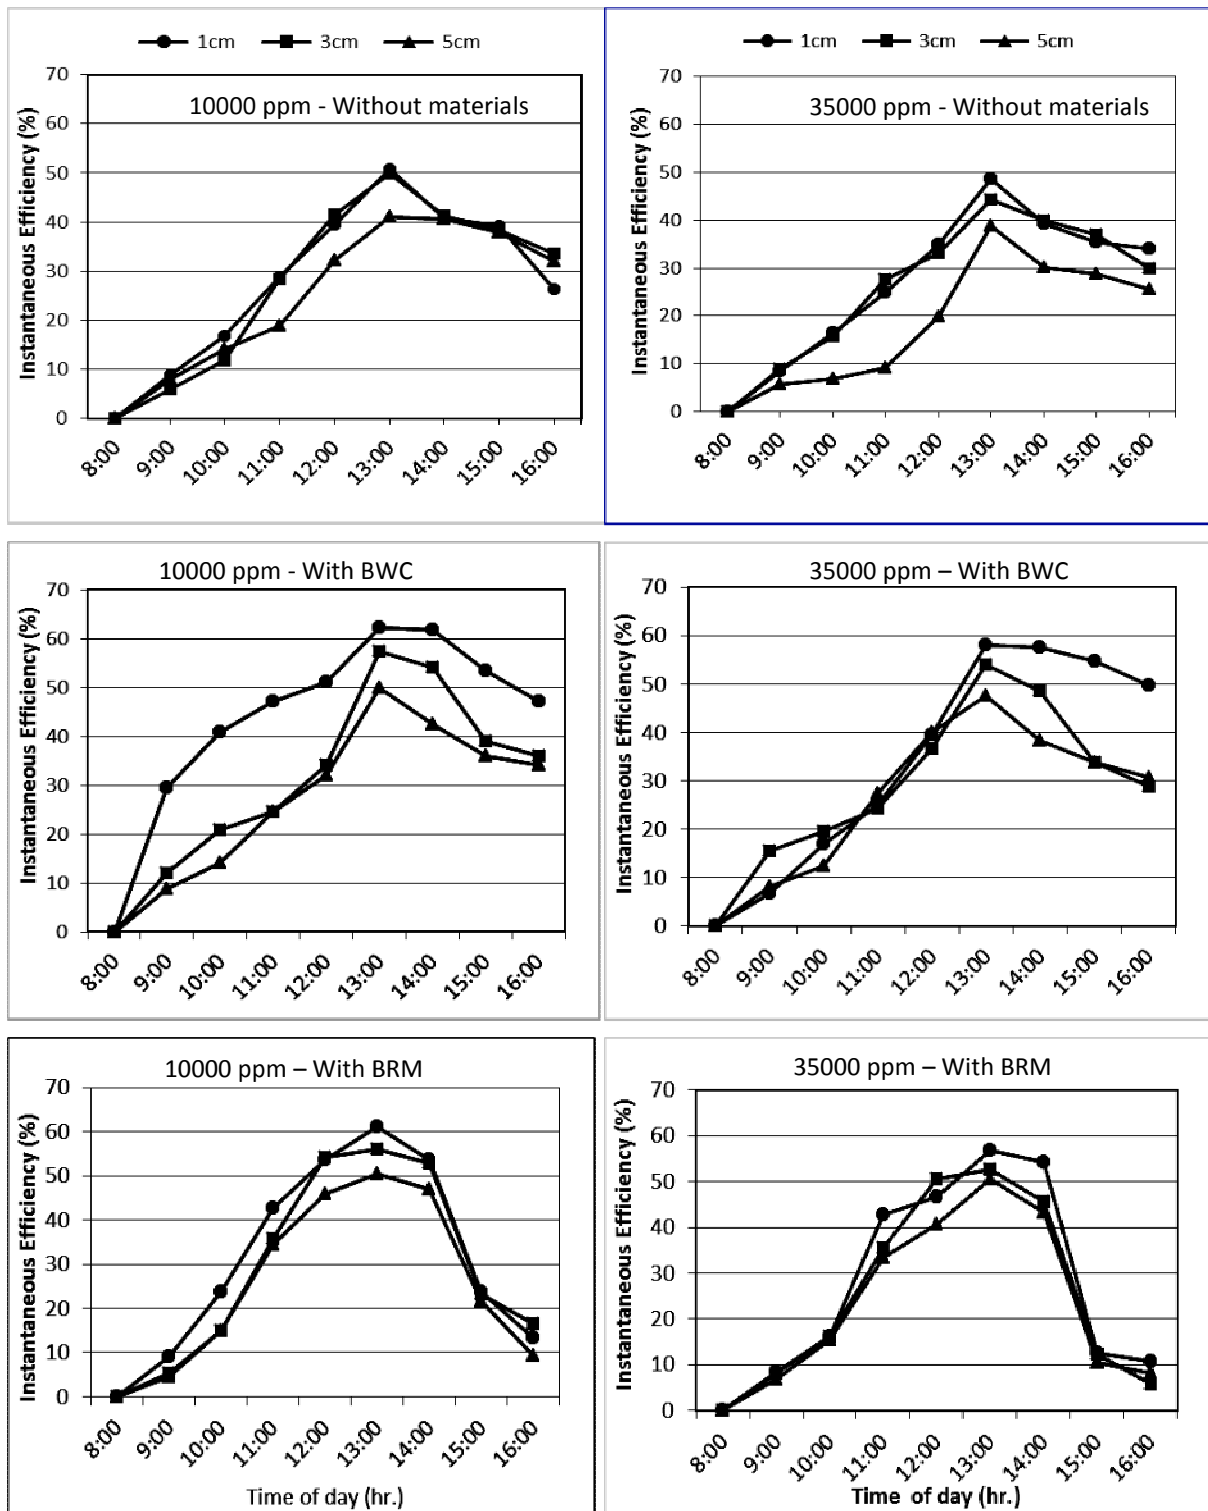 1cm 3cm 5cm
10000 ppm - Without materials
Instantaneous Efficiency (%)
70
60
50
40
30
20
10
0
8:00 9:00 10:00 11:00 12:00 13:00 14:00 15:00 16:00
1cm 3cm 5cm
35000 ppm - Without materials
Instantaneous Efficiency (%)
70
60
50
40
30
20
10
0
8:00 9:00 10:00 11:00 12:00 13:00 14:00 15:00 16:00
10000 ppm - With BWC
Instantaneous Efficiency (%)
70
60
50
40
30
20
10
0
8:00 9:00 10:00 11:00 12:00 13:00 14:00 15:00 16:00
35000 ppm – With BWC
Instantaneous Efficiency (%)
70
60
50
40
30
20
10
0
8:00 9:00 10:00 11:00 12:00 13:00 14:00 15:00 16:00
10000 ppm – With BRM
Instantaneous Efficiency (%)
70
60
50
40
30
20
10
0
8:00 9:00 10:00 11:00 12:00 13:00 14:00 15:00 16:00
Time of day (hr.)
35000 ppm – With BRM
Instantaneous Efficiency (%)
70
60
50
40
30
20
10
0
8:00 9:00 10:00 11:00 12:00 13:00 14:00 15:00 16:00
Time of day (hr.)